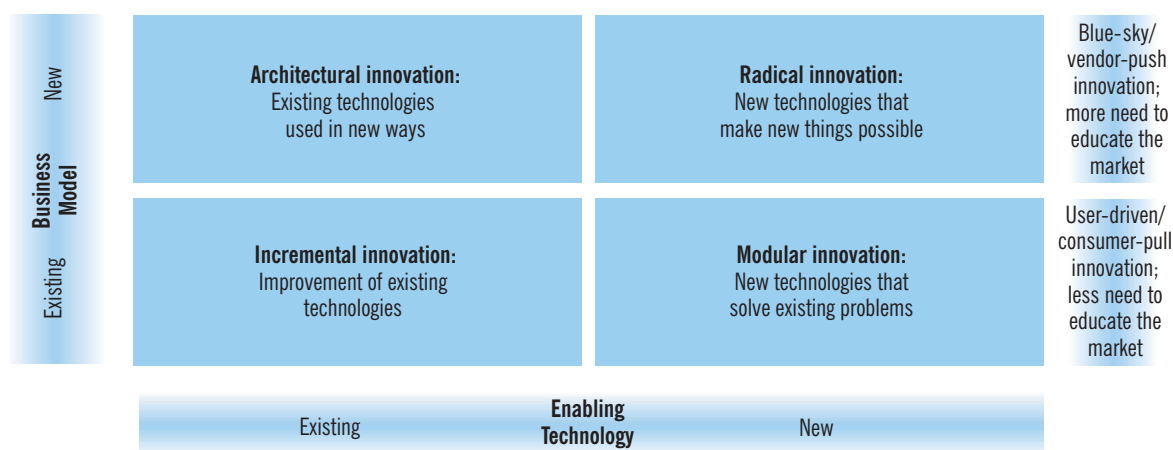 New
Business
Model
Existing
Architectural innovation:
Existing technologies
used in new ways
Radical innovation:
New technologies that
make new things possible
Blue-sky/
vendor-push
innovation;
more need to
educate the
market
Incremental innovation:
Improvement of existing
technologies
Modular innovation:
New technologies that
solve existing problems
User-driven/
consumer-pull
innovation;
less need to
educate the
market
Existing
Enabling
Technology
New